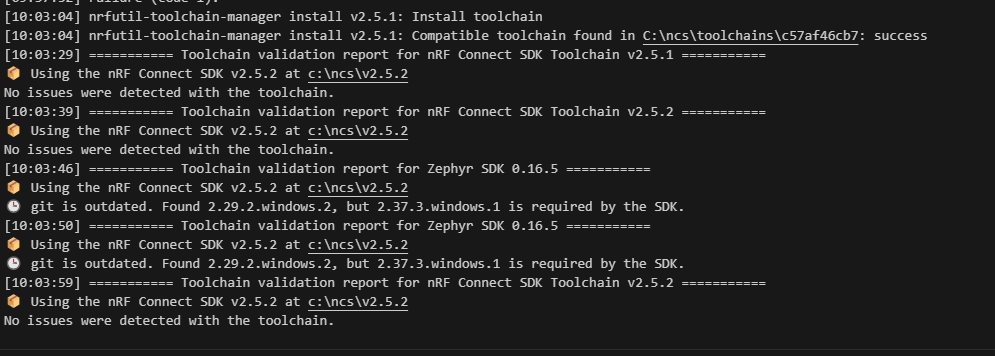 [10:03:04] nrfutil-toolchain-manager install v2.5.1: Install toolchain
[10:03:04] nrfutil-toolchain-manager install v2.5.1: Compatible toolchain found in C:\ncs\toolchains\c57af46cb7: success
[10:03:29] =========== Toolchain validation report for nRF Connect SDK Toolchain v2.5.1 ===========
Using the nRF Connect SDK v2.5.2 at c:\ncs\v2.5.2
No issues were detected with the toolchain.
[10:03:39] =========== Toolchain validation report for nRF Connect SDK Toolchain v2.5.2 ===========
Using the nRF Connect SDK v2.5.2 at c:\ncs\v2.5.2
No issues were detected with the toolchain.
[10:03:46] =========== Toolchain validation report for Zephyr SDK 0.16.5 ===========
Using the nRF Connect SDK v2.5.2 at c:\ncs\v2.5.2
git is outdated. Found 2.29.2.windows.2, but 2.37.3.windows.1 is required by the SDK.
[10:03:50] =========== Toolchain validation report for Zephyr SDK 0.16.5 ===========
Using the nRF Connect SDK v2.5.2 at c:\ncs\v2.5.2
git is outdated. Found 2.29.2.windows.2, but 2.37.3.windows.1 is required by the SDK.
[10:03:59] =========== Toolchain validation report for nRF Connect SDK Toolchain v2.5.2 ===========
Using the nRF Connect SDK v2.5.2 at c:\ncs\v2.5.2
No issues were detected with the toolchain.